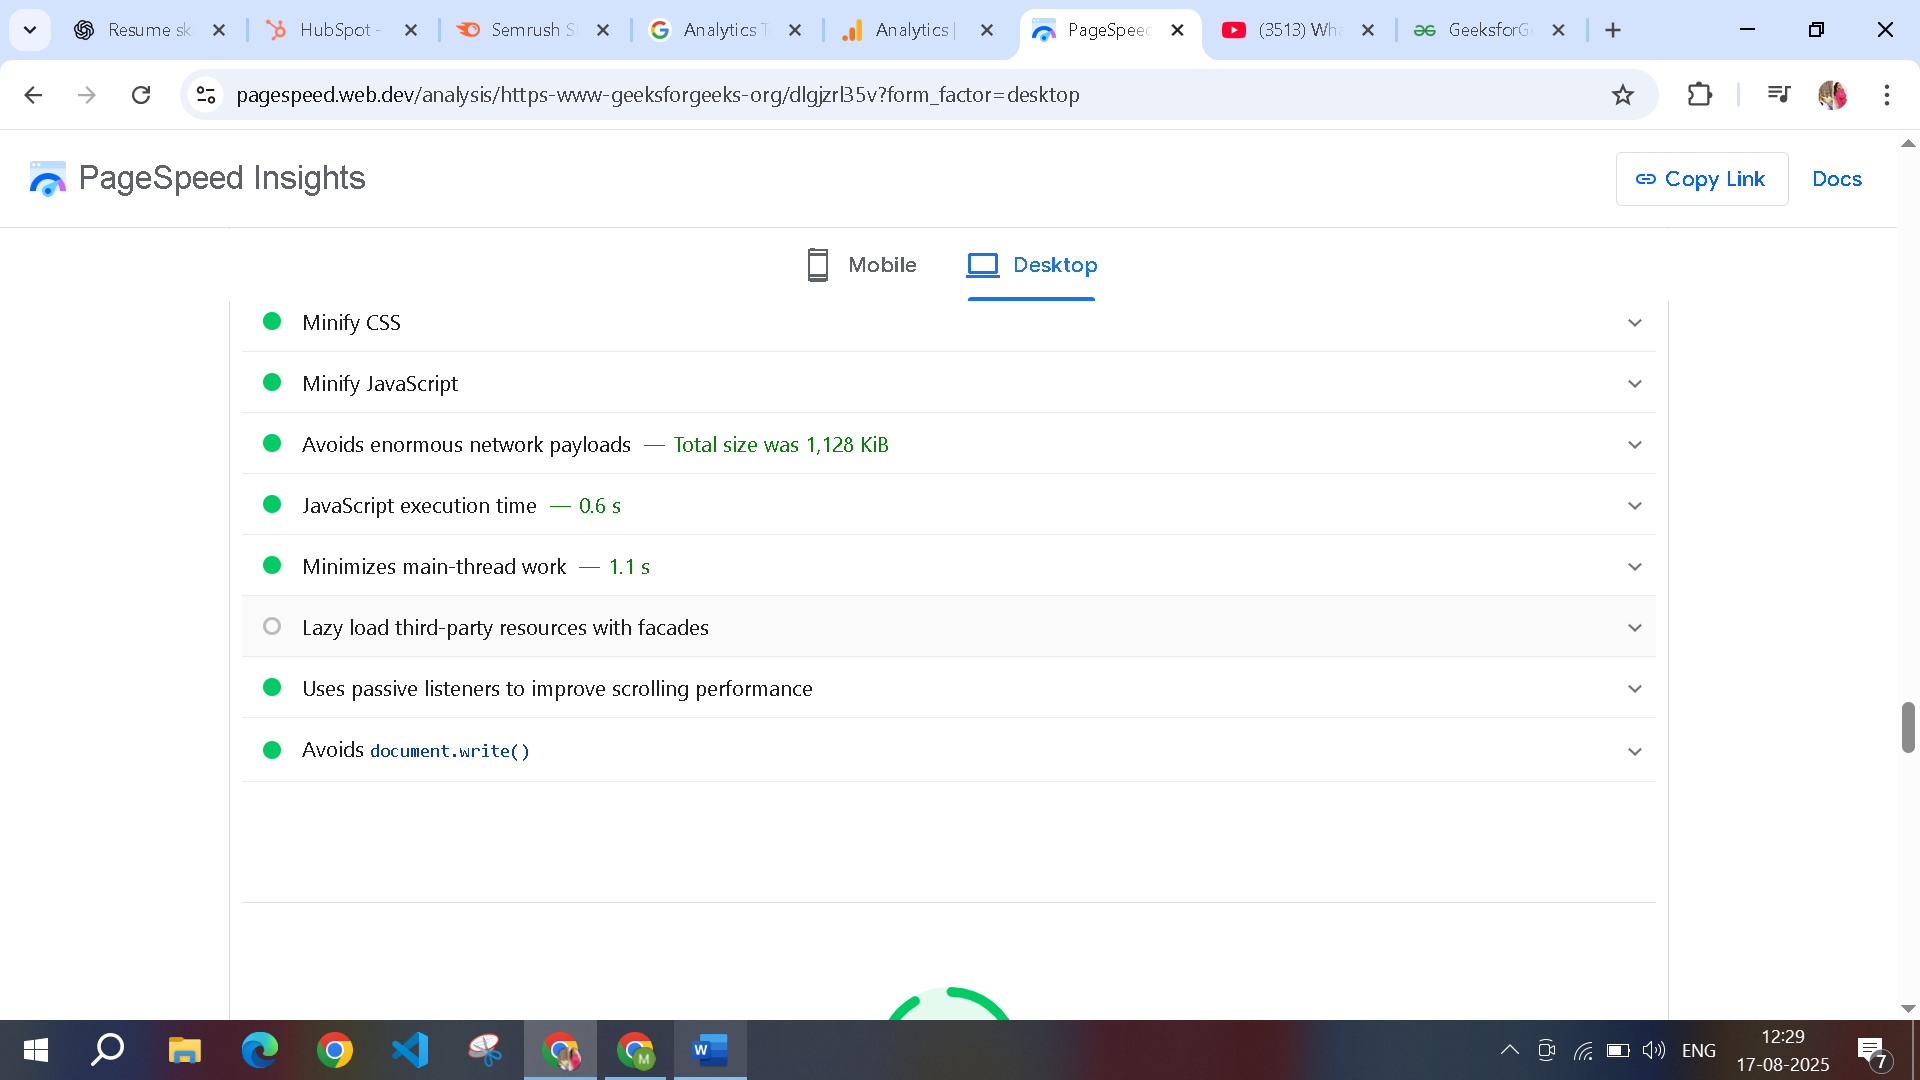 Resume sk
HubSpot -
Semrush S
Analytics T
Analytics |
PageSpeed
(3513) Wha
GeeksforG
pagespeed.web.dev/analysis/https-www-geeksforgeeks-org/dlgjzrl35v?form_factor=desktop
PageSpeed Insights
Copy Link
Docs
Mobile
Desktop
Minify CSS
Minify JavaScript
Avoids enormous network payloads — Total size was 1,128 KiB
JavaScript execution time — 0.6 s
Minimizes main-thread work — 1.1 s
Lazy load third-party resources with facades
Uses passive listeners to improve scrolling performance
Avoids document.write()
M
W
ENG
12:29
17-08-2025
7